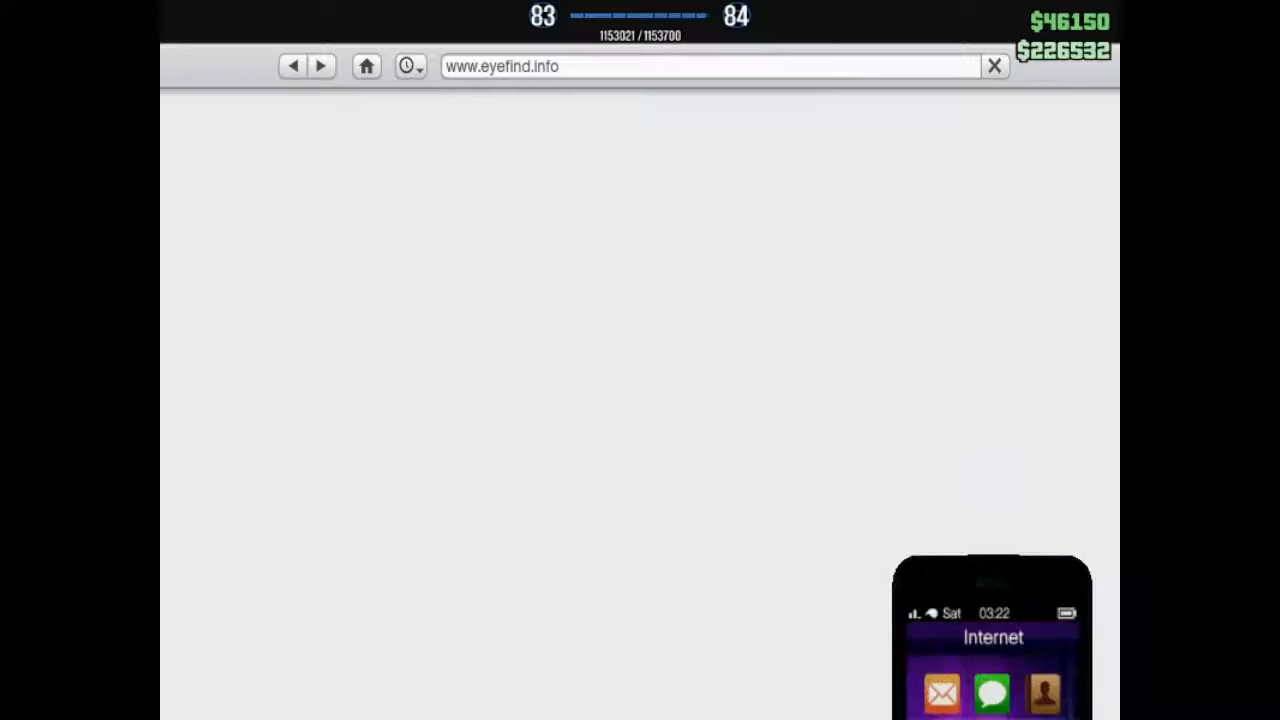 83 84
1153021 / 1153700
$46150
$226532
www.eyefind.info
Sat 03:22
Internet